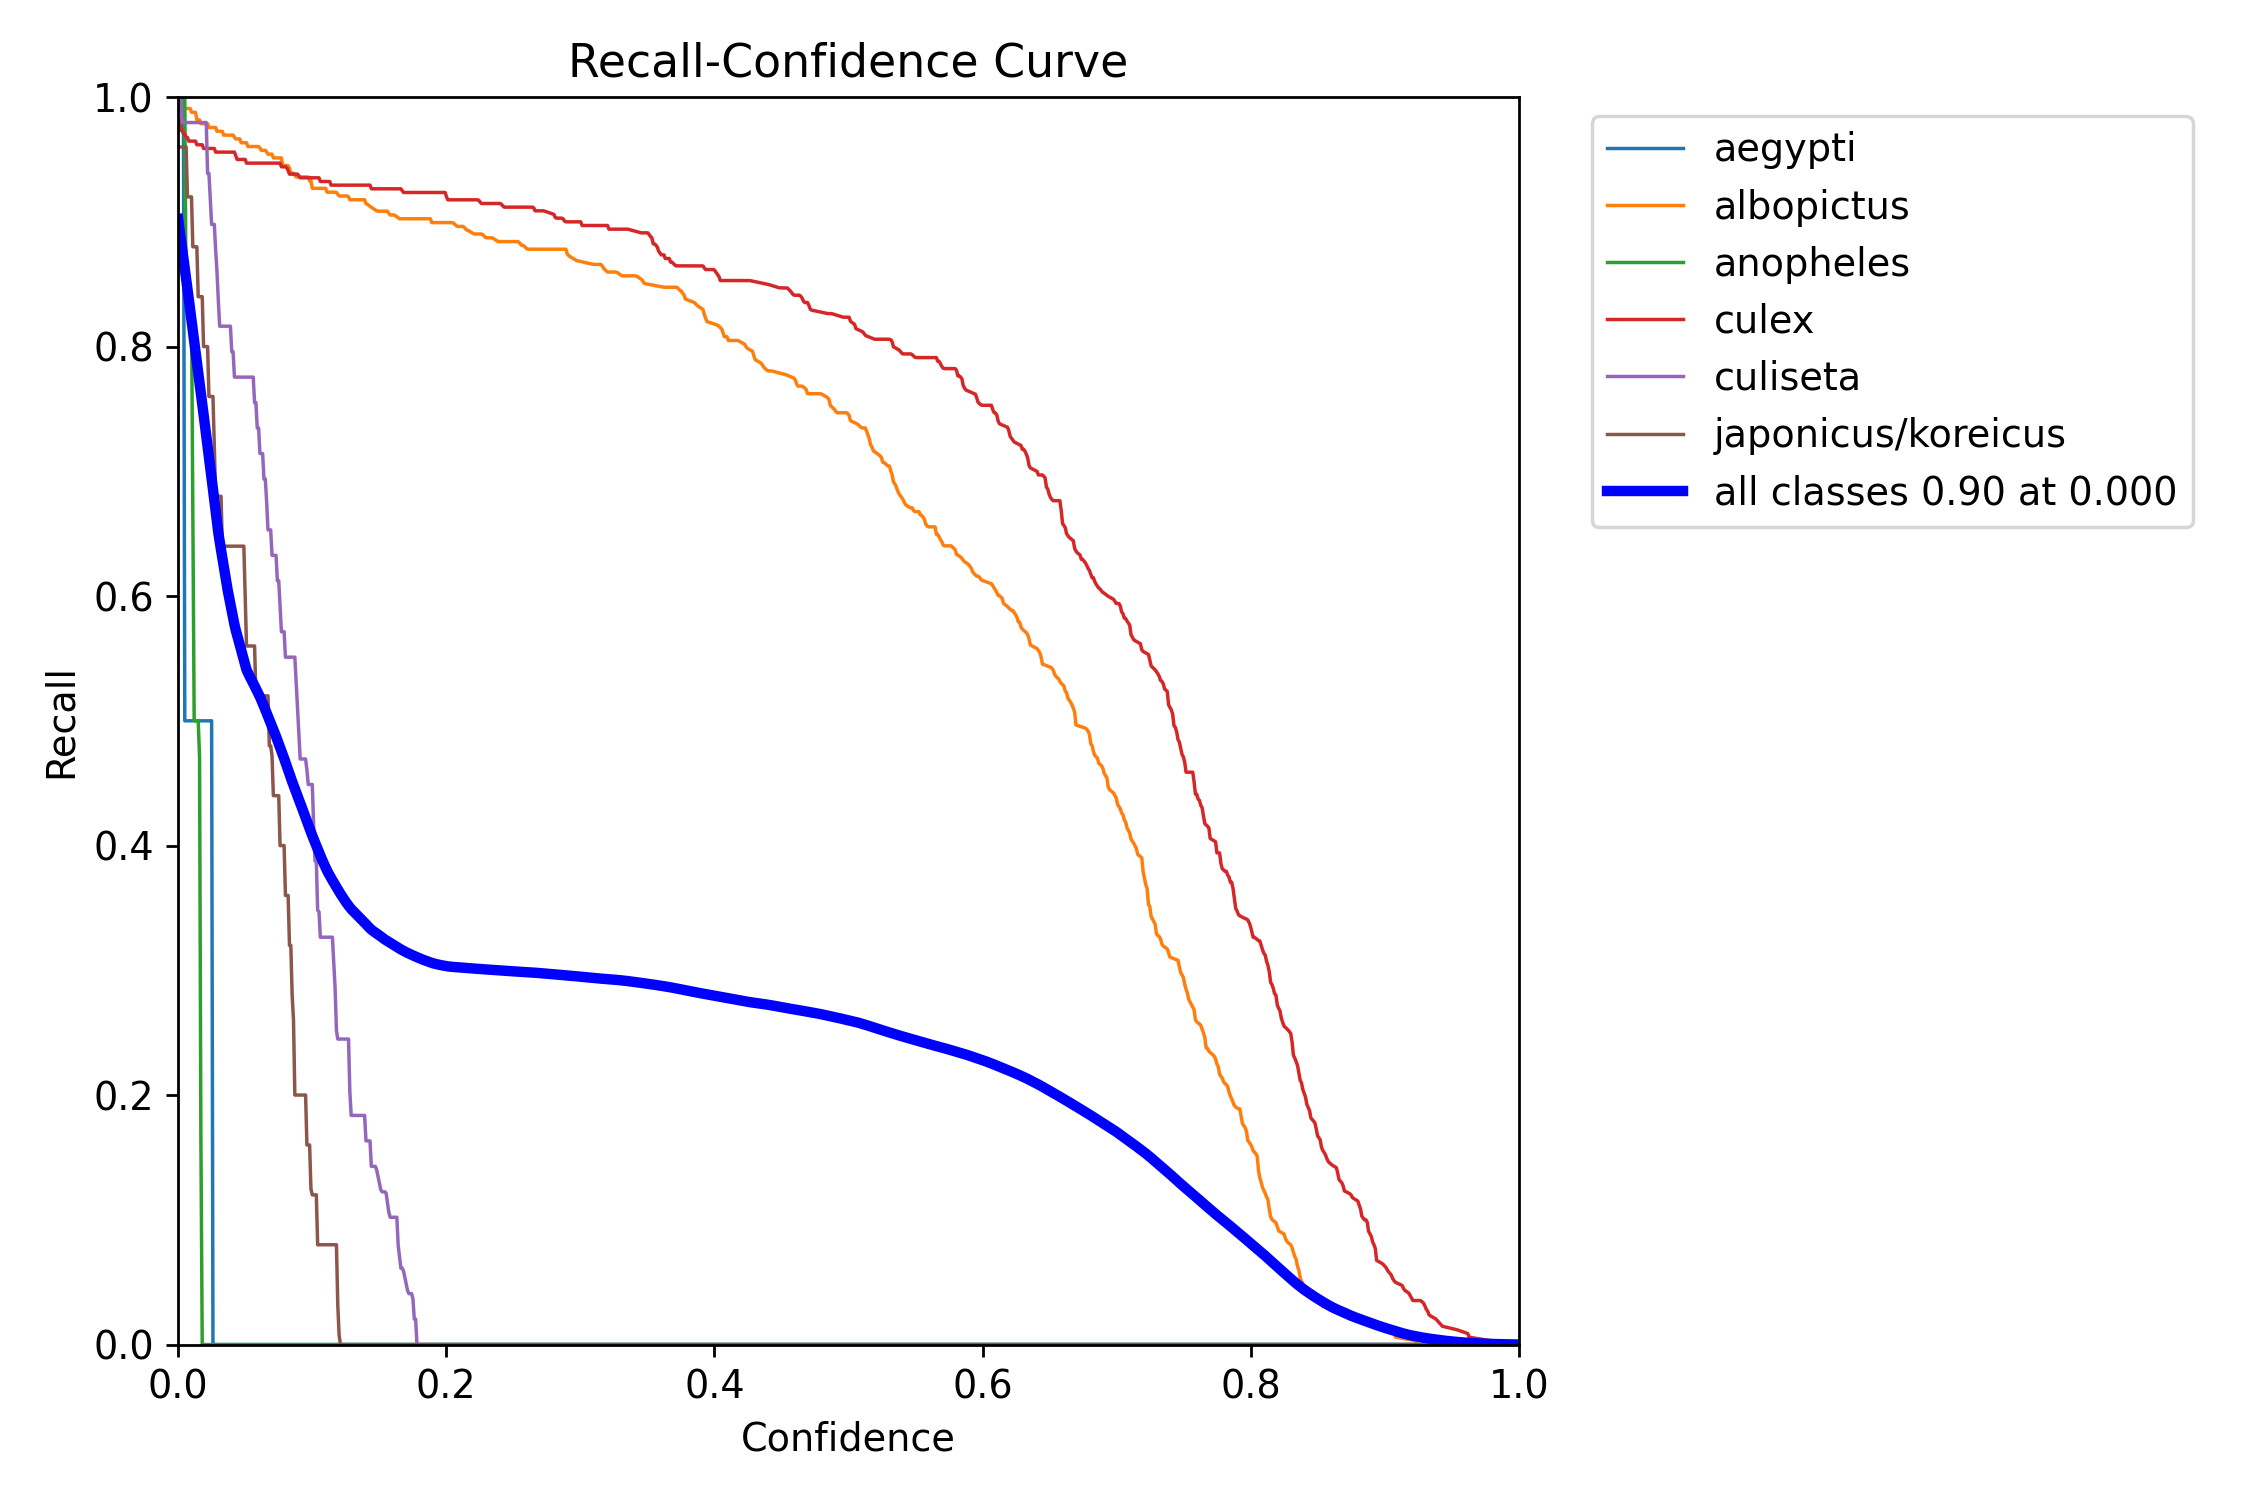 Recall-Confidence Curve
1.0
0.8
0.6
0.4
0.2
0.0
Recall
0.0 0.2 0.4 0.6 0.8 1.0
Confidence
aegypti
albopictus
anopheles
culex
culiseta
japonicus/koreicus
all classes 0.90 at 0.000